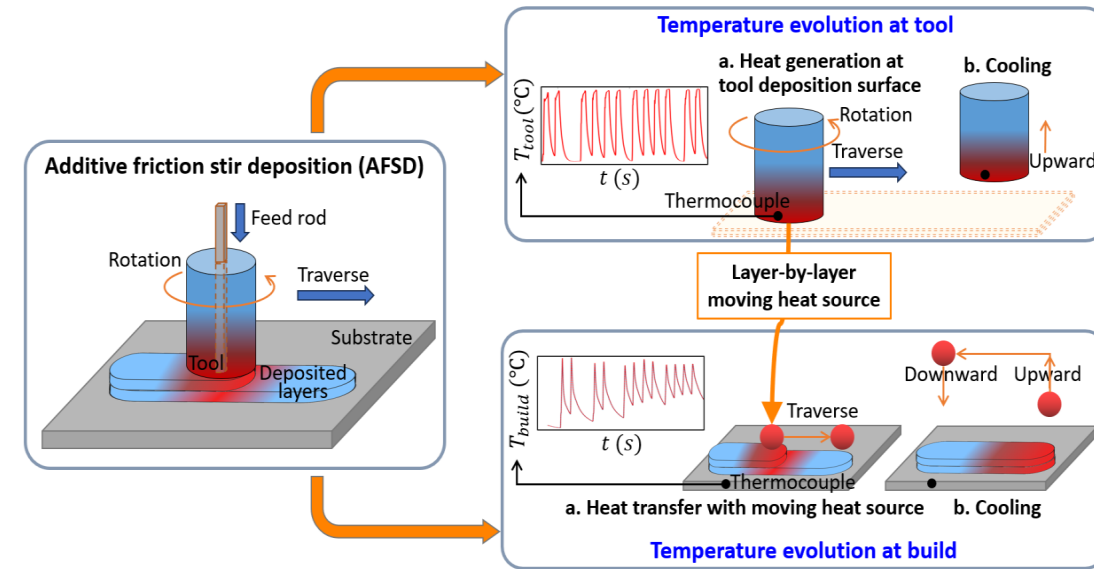 Additive friction stir deposition (AFSD)
Feed rod
Rotation
Traverse
Substrate
Tool
Deposited
layers
Temperature evolution at tool
a. Heat generation at
tool deposition surface
b. Cooling
T_tool (°C)
t (s)
Rotation
Traverse
Upward
Thermocouple
Layer-by-layer
moving heat source
T_build (°C)
t (s)
Traverse
Downward
Upward
Thermocouple
a. Heat transfer with moving heat source
b. Cooling
Temperature evolution at build